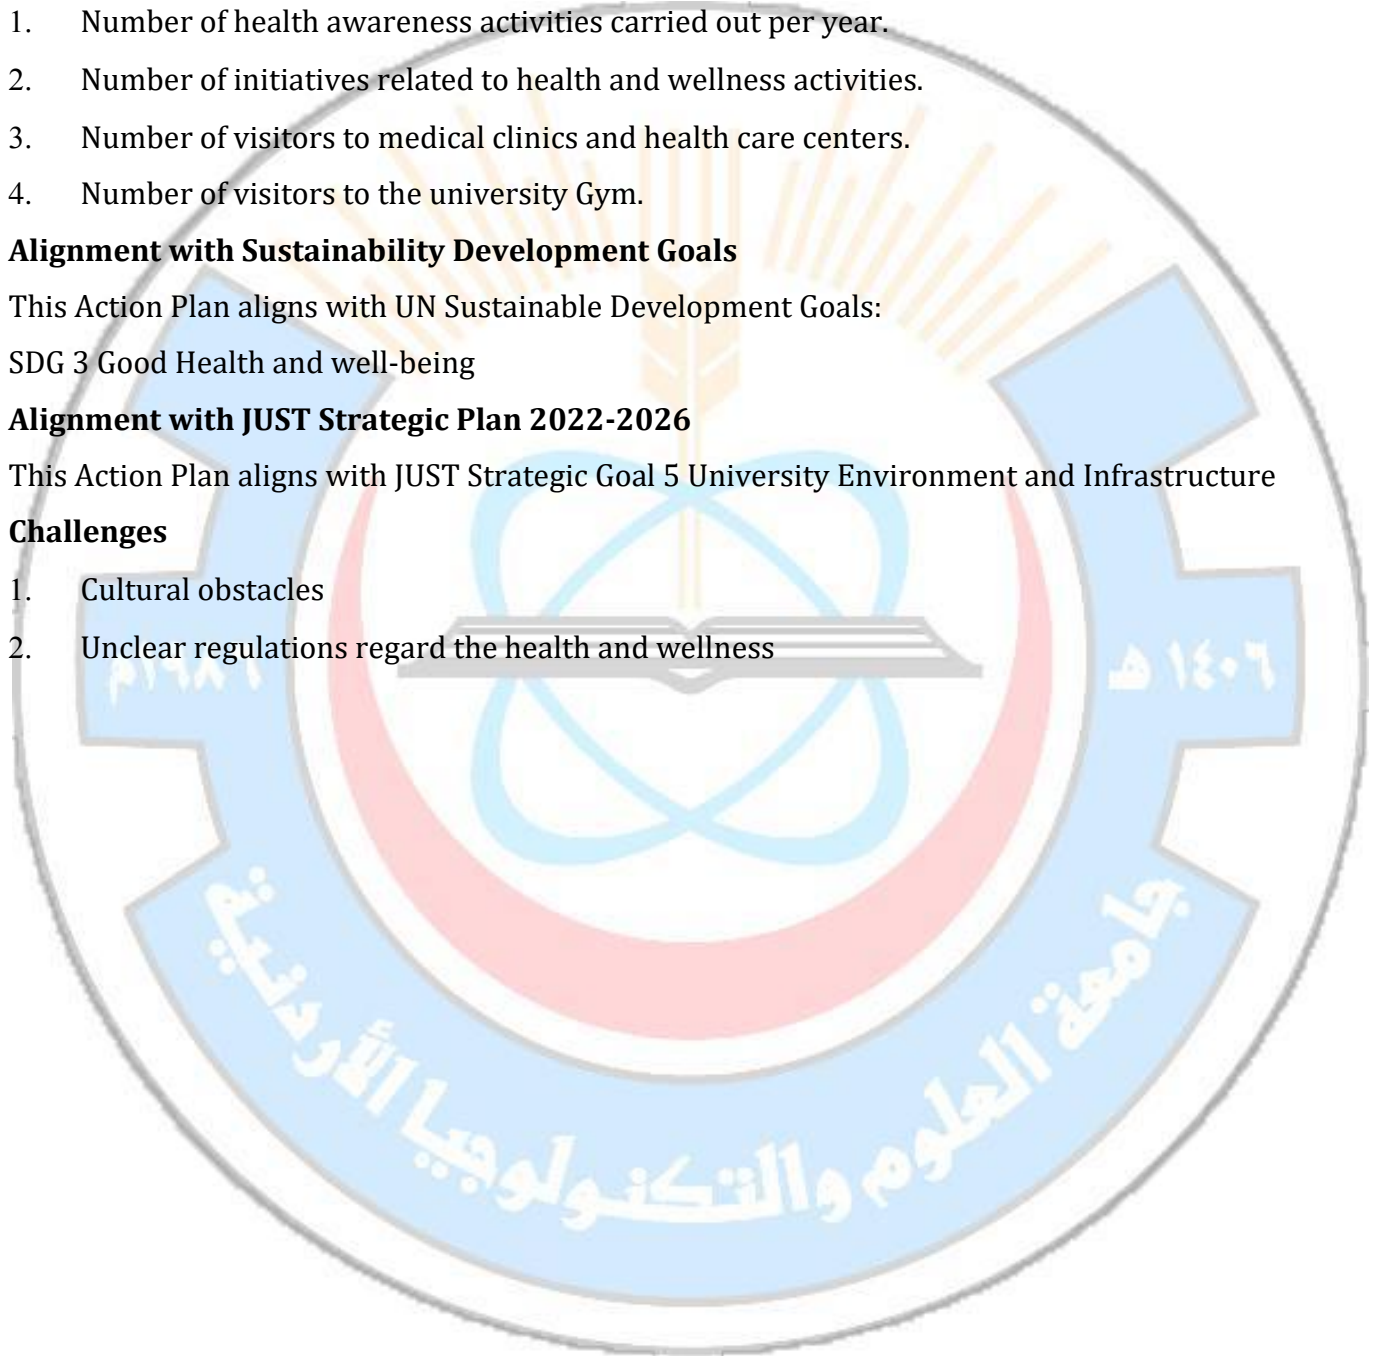 1. Number of health awareness activities carried out per year.
2. Number of initiatives related to health and wellness activities.
3. Number of visitors to medical clinics and health care centers.
4. Number of visitors to the university Gym.
Alignment with Sustainability Development Goals
This Action Plan aligns with UN Sustainable Development Goals:
SDG 3 Good Health and well-being
Alignment with JUST Strategic Plan 2022-2026
This Action Plan aligns with JUST Strategic Goal 5 University Environment and Infrastructure
Challenges
1. Cultural obstacles
2. Unclear regulations regard the health and wellness
١٤٠٦ هـ
١٩٨٦م
جامعة العلوم والتكنولوجيا الأردنية